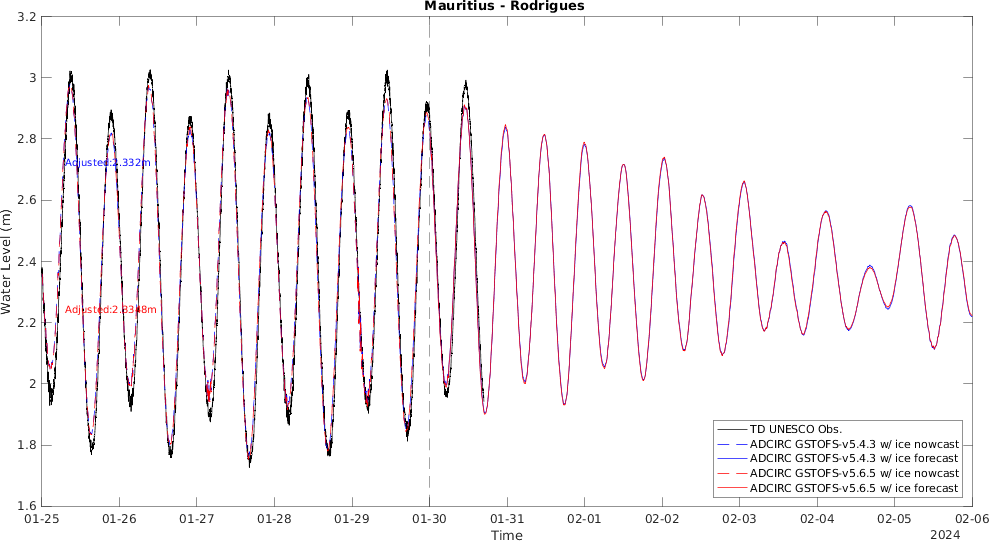 Mauritius - Rodrigues
3.2
3
2.8
2.6
2.4
2.2
2
1.8
1.6
Water Level (m)
Adjusted:2.332m
Adjusted:2.3348m
TD UNESCO Obs.
ADCIRC GSTOFS-v5.4.3 w/ ice nowcast
ADCIRC GSTOFS-v5.4.3 w/ ice forecast
ADCIRC GSTOFS-v5.6.5 w/ ice nowcast
ADCIRC GSTOFS-v5.6.5 w/ ice forecast
01-25 01-26 01-27 01-28 01-29 01-30 01-31 02-01 02-02 02-03 02-04 02-05 02-06
Time
2024